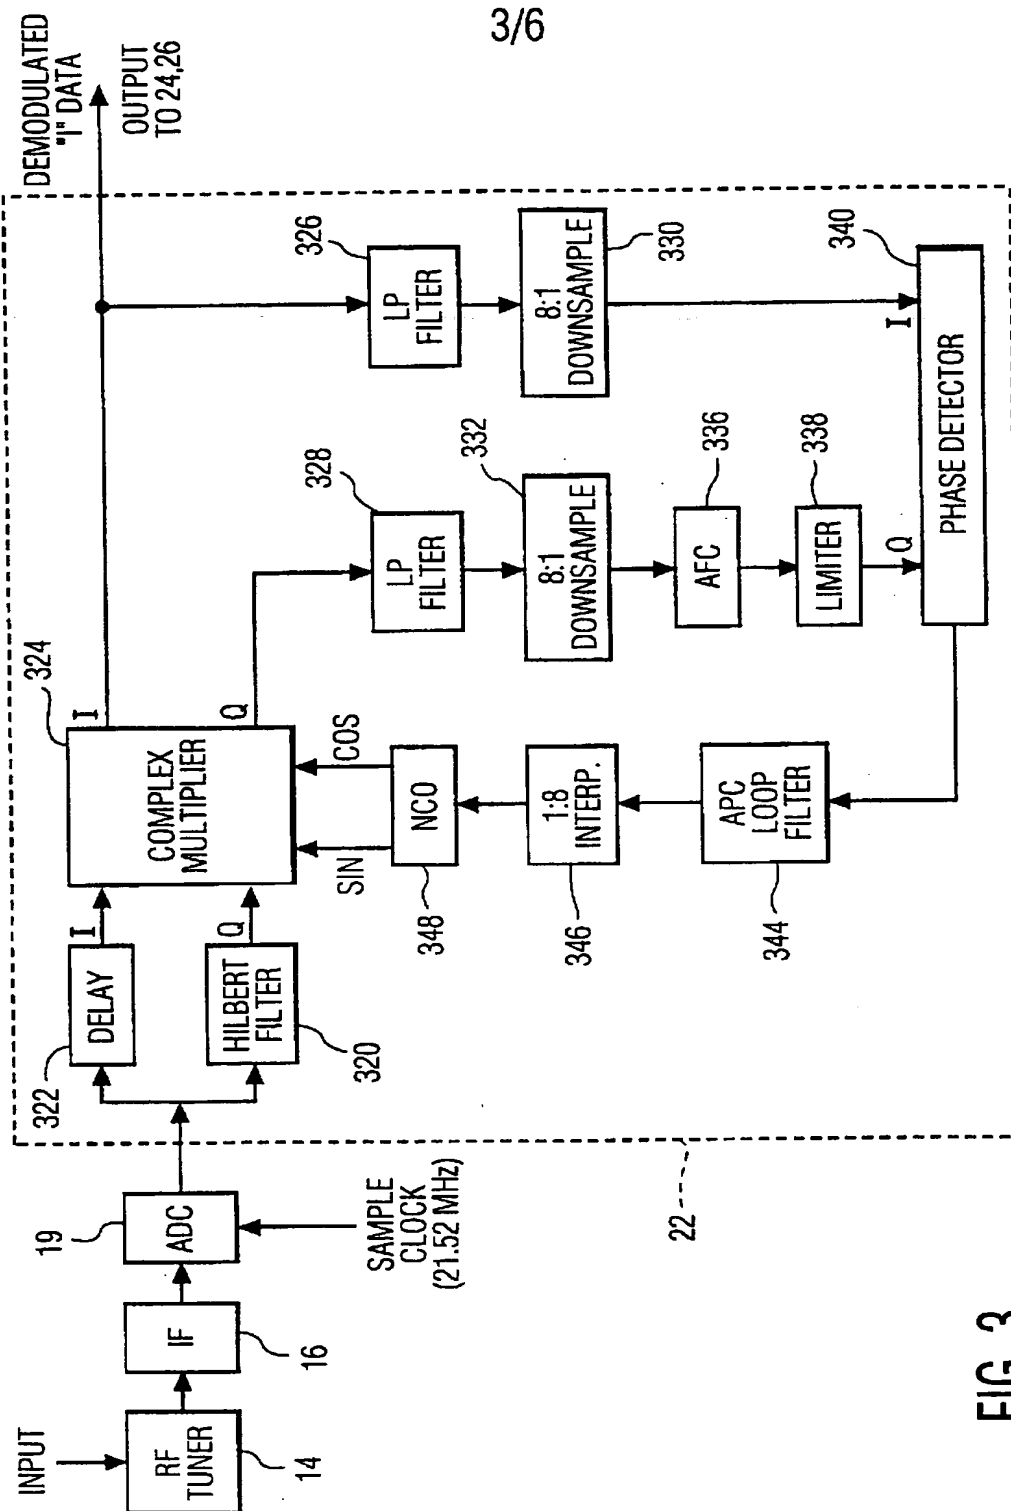 3/6
INPUT
RF
TUNER
14
IF
16
ADC
19
SAMPLE
CLOCK
(21.52 MHz)
22
DELAY
322
I
HILBERT
FILTER
320
Q
COMPLEX
MULTIPLIER
324
I
Q
SIN
COS
DEMODULATED
"I" DATA
OUTPUT
TO 24,26
LP
FILTER
326
8:1
DOWNSAMPLE
330
I
LP
FILTER
328
8:1
DOWNSAMPLE
332
AFC
336
LIMITER
338
Q
PHASE DETECTOR
340
APC
LOOP
FILTER
344
1:8
INTERP.
346
NCO
348
FIG. 3